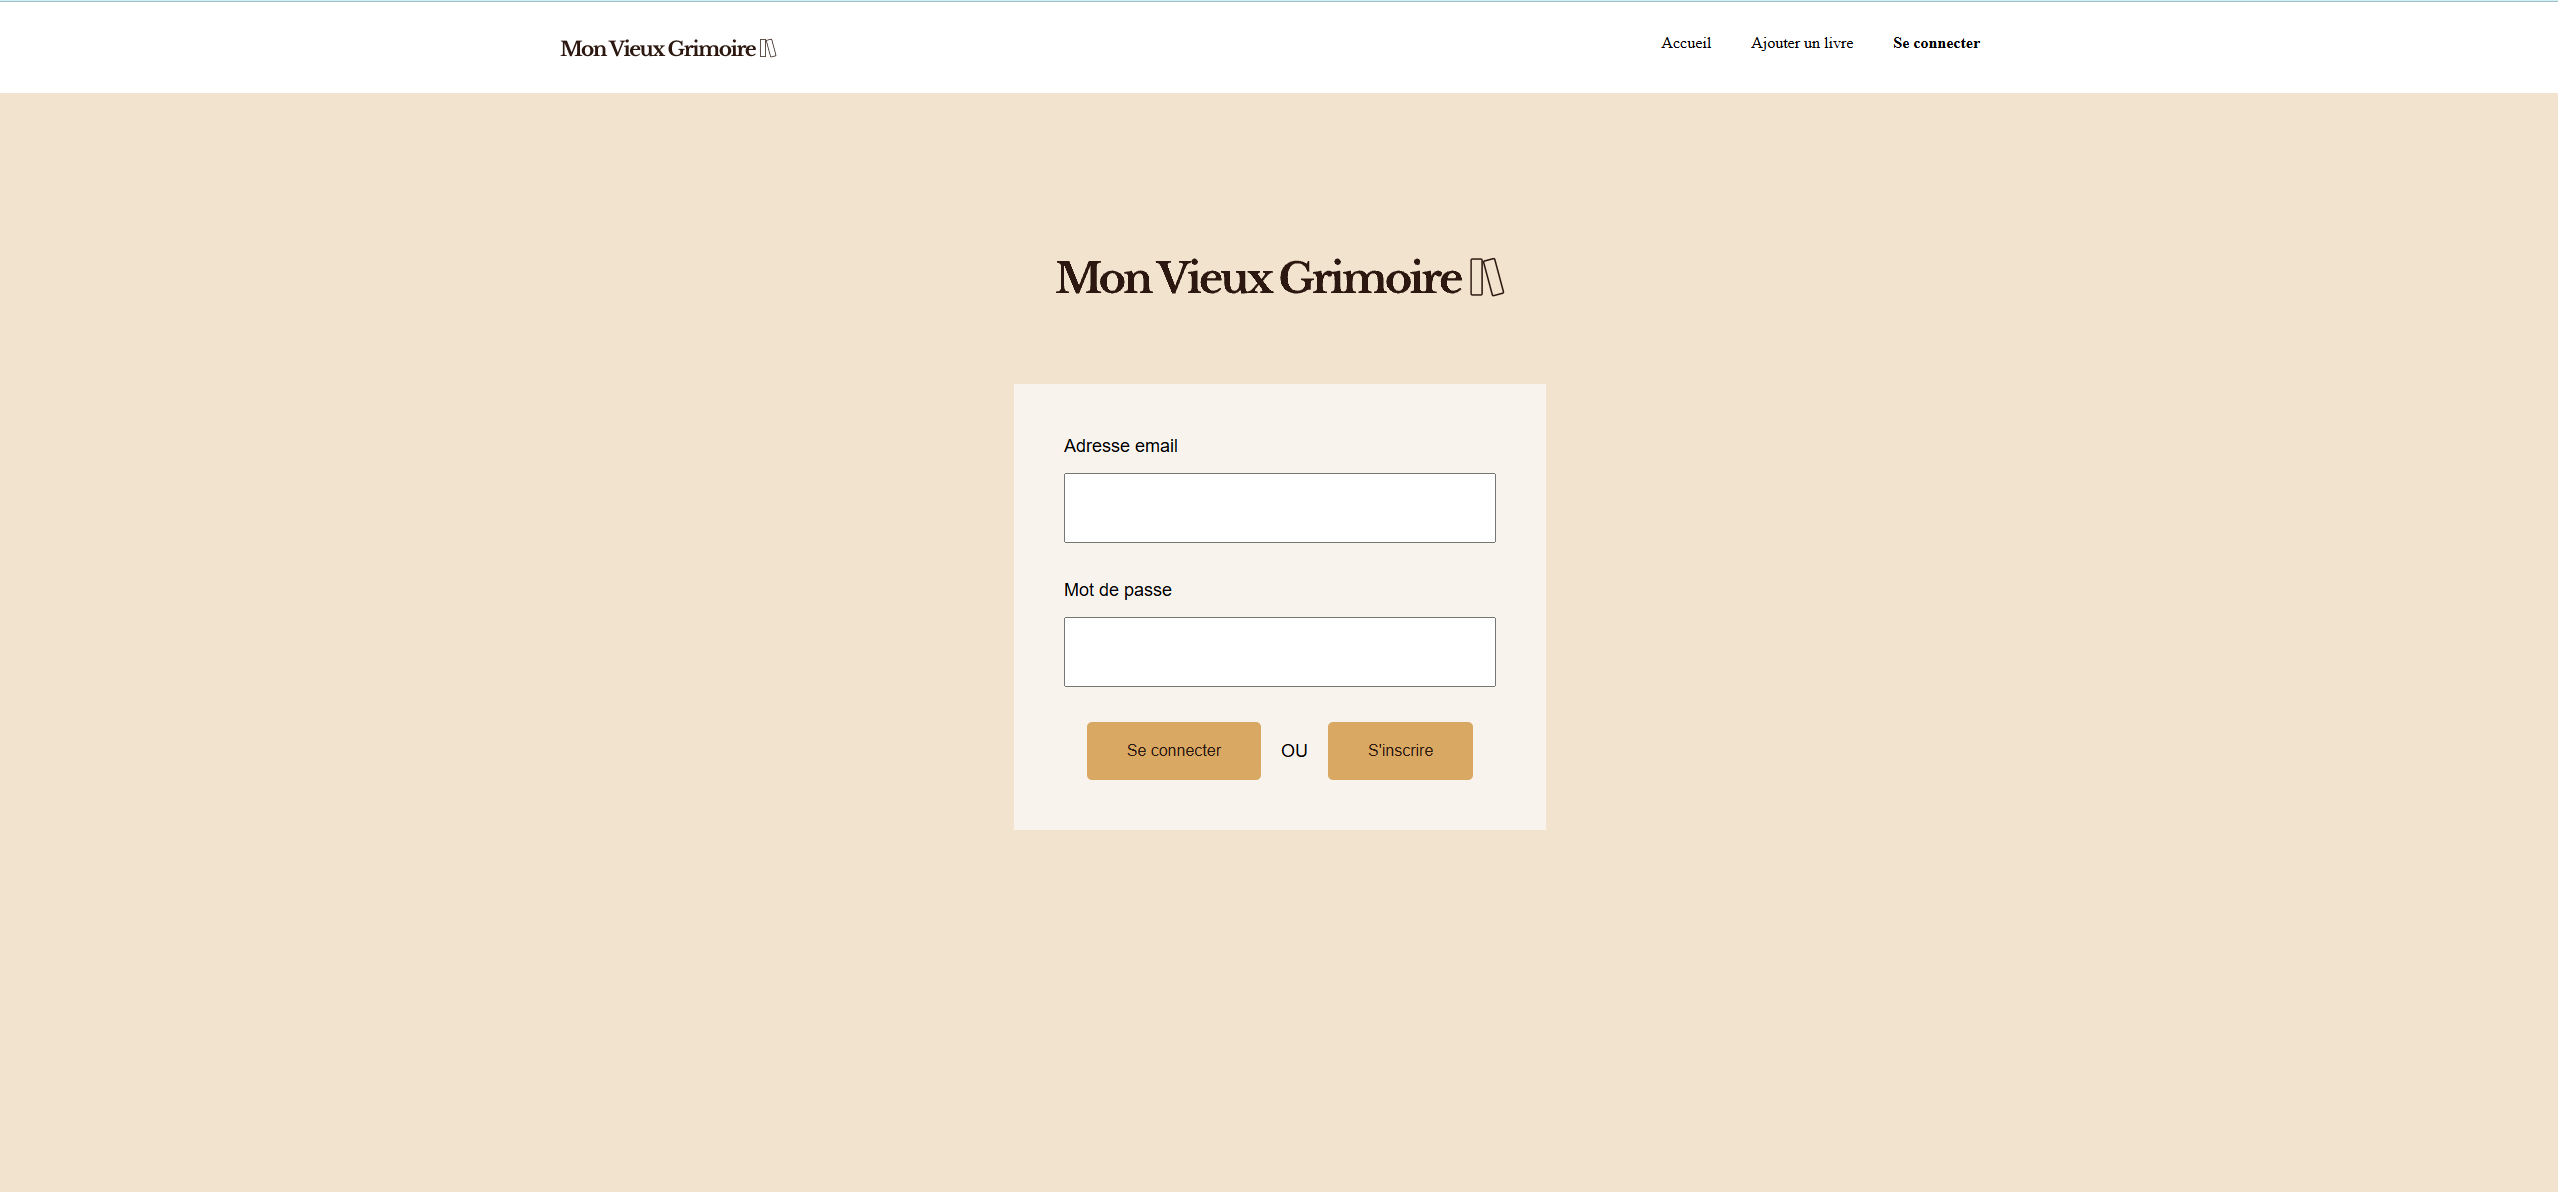 Mon Vieux Grimoire
Accueil Ajouter un livre Se connecter
Mon Vieux Grimoire
Adresse email
Mot de passe
Se connecter OU S'inscrire